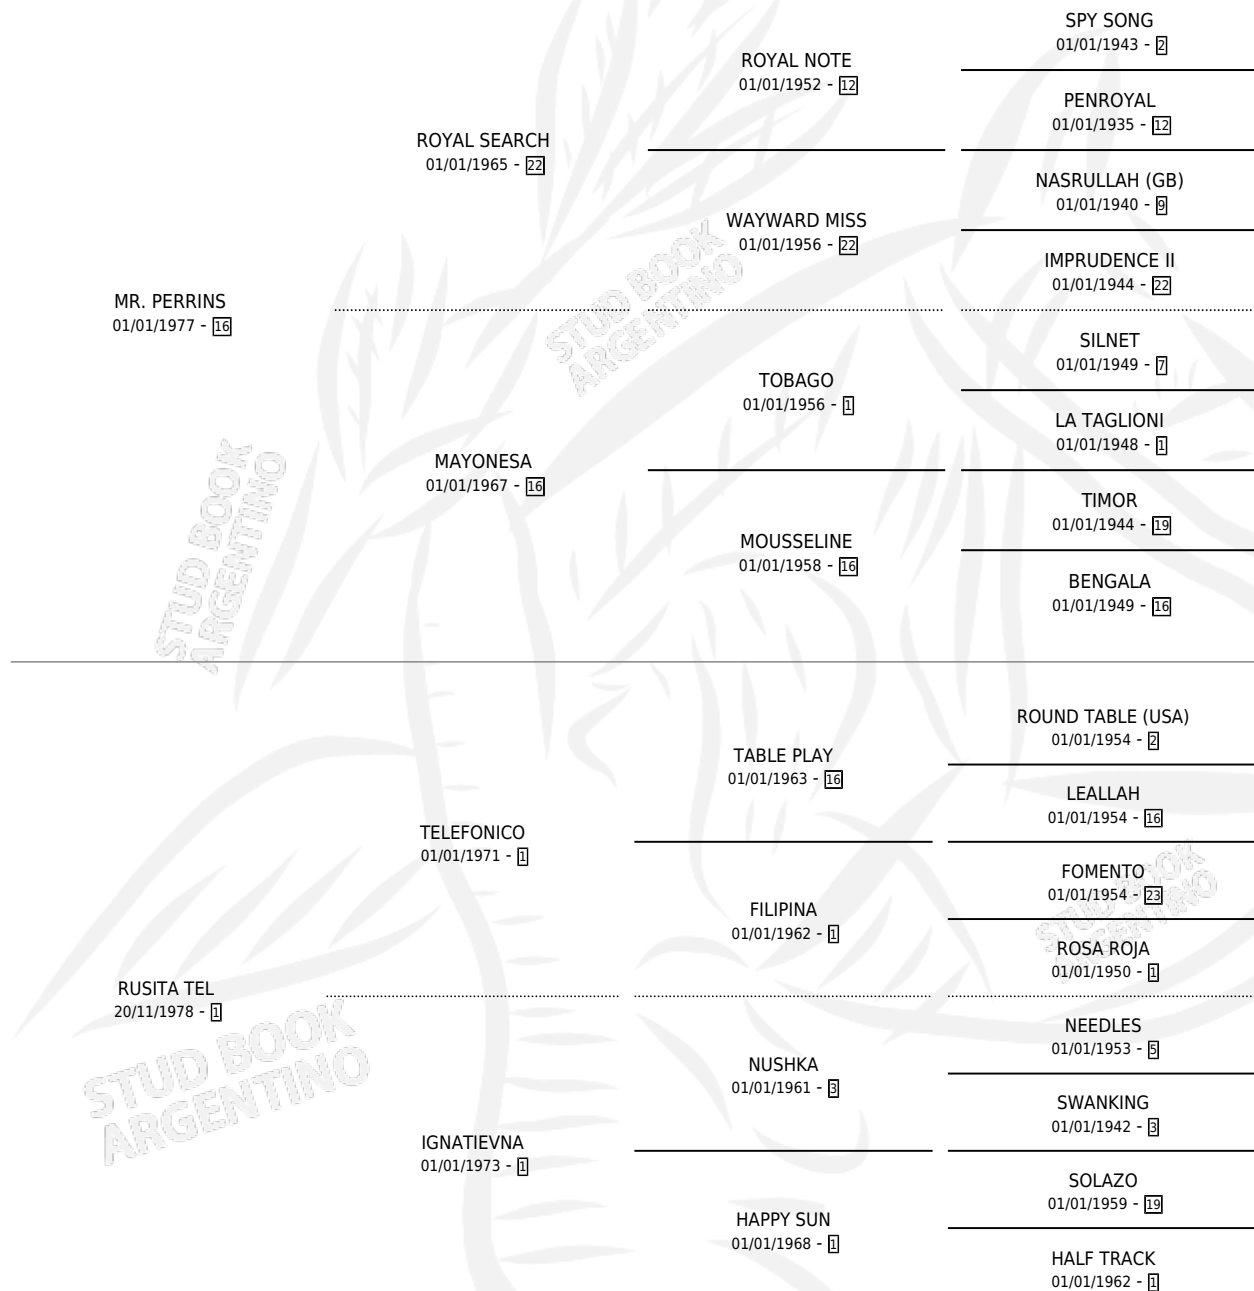 SPY SONG
01/01/1943 - 2
ROYAL NOTE
01/01/1952 - 12
PENROYAL
01/01/1935 - 12
ROYAL SEARCH
01/01/1965 - 22
NASRULLAH (GB)
01/01/1940 - 9
WAYWARD MISS
01/01/1956 - 22
IMPRUDENCE II
01/01/1944 - 22
MR. PERRINS
01/01/1977 - 16
SILNET
01/01/1949 - 7
TOBAGO
01/01/1956 - 1
LA TAGLIONI
01/01/1948 - 1
MAYONESA
01/01/1967 - 16
TIMOR
01/01/1944 - 19
MOUSSELINE
01/01/1958 - 16
BENGALA
01/01/1949 - 16
ROUND TABLE (USA)
01/01/1954 - 2
TABLE PLAY
01/01/1963 - 16
LEALLAH
01/01/1954 - 16
TELEFONICO
01/01/1971 - 1
FOMENTO
01/01/1954 - 23
FILIPINA
01/01/1962 - 1
ROSA ROJA
01/01/1950 - 1
RUSITA TEL
20/11/1978 - 1
NEEDLES
01/01/1953 - 5
NUSHKA
01/01/1961 - 3
SWANKING
01/01/1942 - 3
IGNATIEVNA
01/01/1973 - 1
SOLAZO
01/01/1959 - 19
HAPPY SUN
01/01/1968 - 1
HALF TRACK
01/01/1962 - 1
STUD BOOK
ARGENTINO
STUD BOOK
ARGENTINO
STUD BOOK
ARGENTINO
STUD BOOK
ARGENTINO